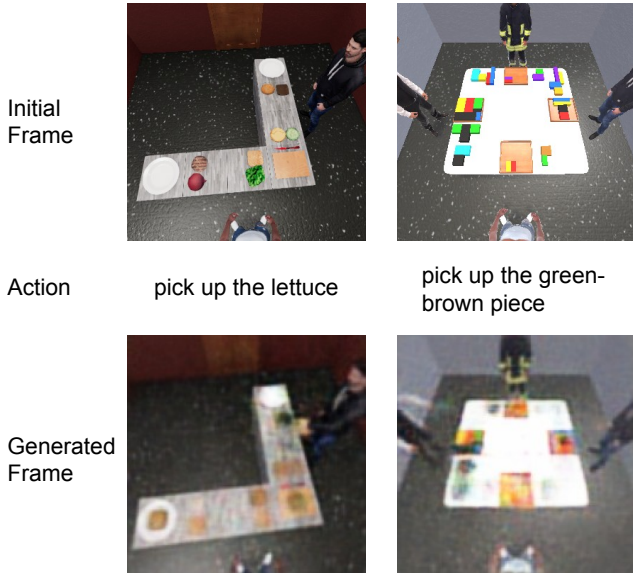 Initial
Frame
Action
pick up the lettuce
pick up the green-
brown piece
Generated
Frame